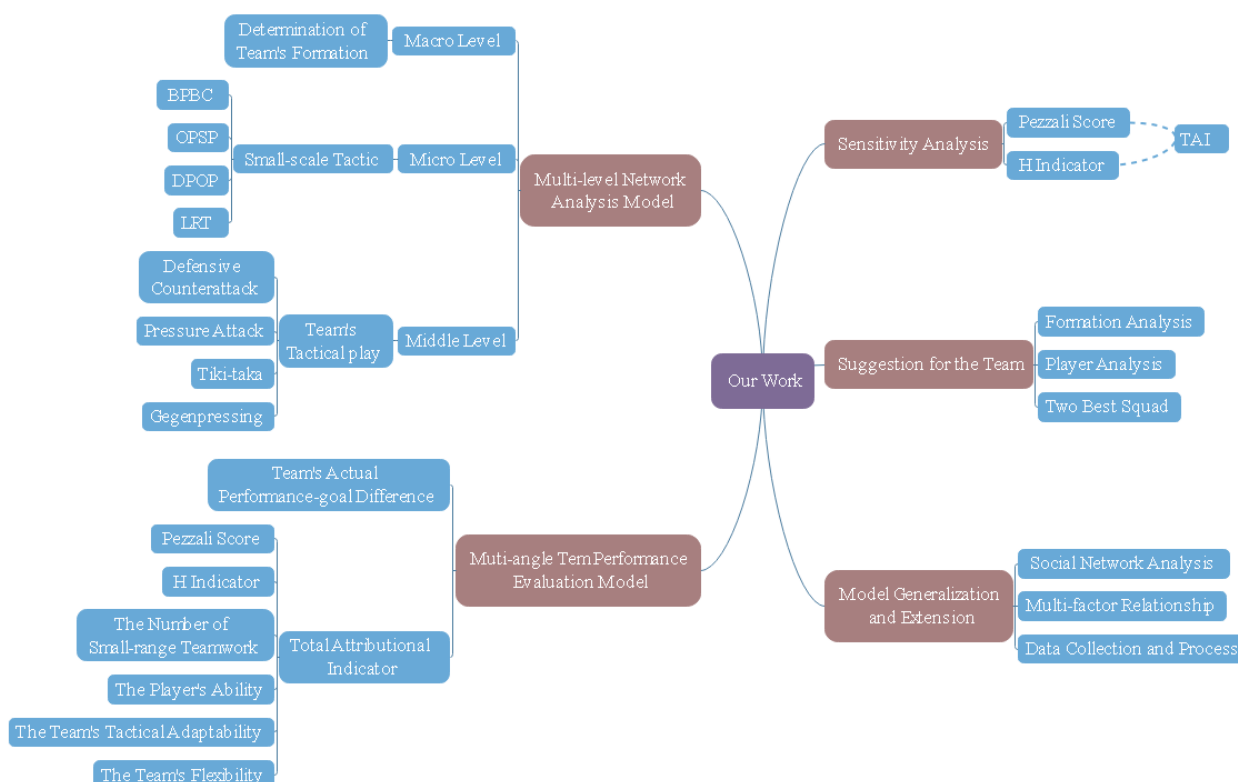 Determination of
Team's Formation
Macro Level
BPBC
OPSP
DPOP
LRT
Small-scale Tactic
Micro Level
Multi-level Network
Analysis Model
Defensive
Counterattack
Pressure Attack
Tiki-taka
Gegenpressing
Team's
Tactical play
Middle Level
Team's Actual
Performance-goal Difference
Pezzali Score
H Indicator
The Number of
Small-range Teamwork
The Player's Ability
The Team's Tactical Adaptability
The Team's Flexibility
Total Attributional
Indicator
Muti-angle Tem Performance
Evaluation Model
Our Work
Sensitivity Analysis
Pezzali Score
H Indicator
TAI
Suggestion for the Team
Formation Analysis
Player Analysis
Two Best Squad
Model Generalization
and Extension
Social Network Analysis
Multi-factor Relationship
Data Collection and Process